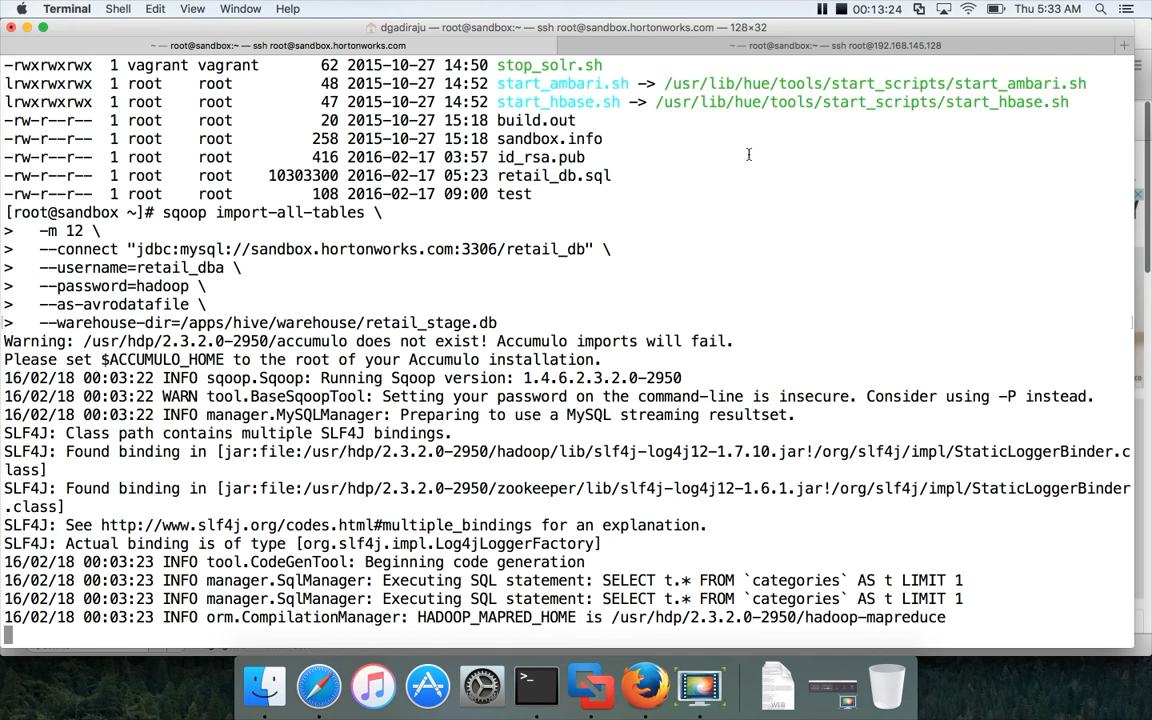 Terminal Shell Edit View Window Help 00:13:24 Thu 5:33 AM
dgadiraju — root@sandbox:~ — ssh root@sandbox.hortonworks.com — 128×32
~ — root@sandbox:~ — ssh root@sandbox.hortonworks.com ~ — root@sandbox:~ — ssh root@192.168.145.128
-rwxrwxrwx 1 vagrant vagrant 62 2015-10-27 14:50 stop_solr.sh
lrwxrwxrwx 1 root root 48 2015-10-27 14:52 start_ambari.sh -> /usr/lib/hue/tools/start_scripts/start_ambari.sh
lrwxrwxrwx 1 root root 47 2015-10-27 14:52 start_hbase.sh -> /usr/lib/hue/tools/start_scripts/start_hbase.sh
-rw-r--r-- 1 root root 20 2015-10-27 15:18 build.out
-rw-r--r-- 1 root root 258 2015-10-27 15:18 sandbox.info
-rw-r--r-- 1 root root 416 2016-02-17 03:57 id_rsa.pub
-rw-r--r-- 1 root root 10303300 2016-02-17 05:23 retail_db.sql
-rw-r--r-- 1 root root 108 2016-02-17 09:00 test
[root@sandbox ~]# sqoop import-all-tables \
> -m 12 \
> --connect "jdbc:mysql://sandbox.hortonworks.com:3306/retail_db" \
> --username=retail_dba \
> --password=hadoop \
> --as-avrodatafile \
> --warehouse-dir=/apps/hive/warehouse/retail_stage.db
Warning: /usr/hdp/2.3.2.0-2950/accumulo does not exist! Accumulo imports will fail.
Please set $ACCUMULO_HOME to the root of your Accumulo installation.
16/02/18 00:03:22 INFO sqoop.Sqoop: Running Sqoop version: 1.4.6.2.3.2.0-2950
16/02/18 00:03:22 WARN tool.BaseSqoopTool: Setting your password on the command-line is insecure. Consider using -P instead.
16/02/18 00:03:22 INFO manager.MySQLManager: Preparing to use a MySQL streaming resultset.
SLF4J: Class path contains multiple SLF4J bindings.
SLF4J: Found binding in [jar:file:/usr/hdp/2.3.2.0-2950/hadoop/lib/slf4j-log4j12-1.7.10.jar!/org/slf4j/impl/StaticLoggerBinder.c
lass]
SLF4J: Found binding in [jar:file:/usr/hdp/2.3.2.0-2950/zookeeper/lib/slf4j-log4j12-1.6.1.jar!/org/slf4j/impl/StaticLoggerBinder
.class]
SLF4J: See http://www.slf4j.org/codes.html#multiple_bindings for an explanation.
SLF4J: Actual binding is of type [org.slf4j.impl.Log4jLoggerFactory]
16/02/18 00:03:23 INFO tool.CodeGenTool: Beginning code generation
16/02/18 00:03:23 INFO manager.SqlManager: Executing SQL statement: SELECT t.* FROM `categories` AS t LIMIT 1
16/02/18 00:03:23 INFO manager.SqlManager: Executing SQL statement: SELECT t.* FROM `categories` AS t LIMIT 1
16/02/18 00:03:23 INFO orm.CompilationManager: HADOOP_MAPRED_HOME is /usr/hdp/2.3.2.0-2950/hadoop-mapreduce